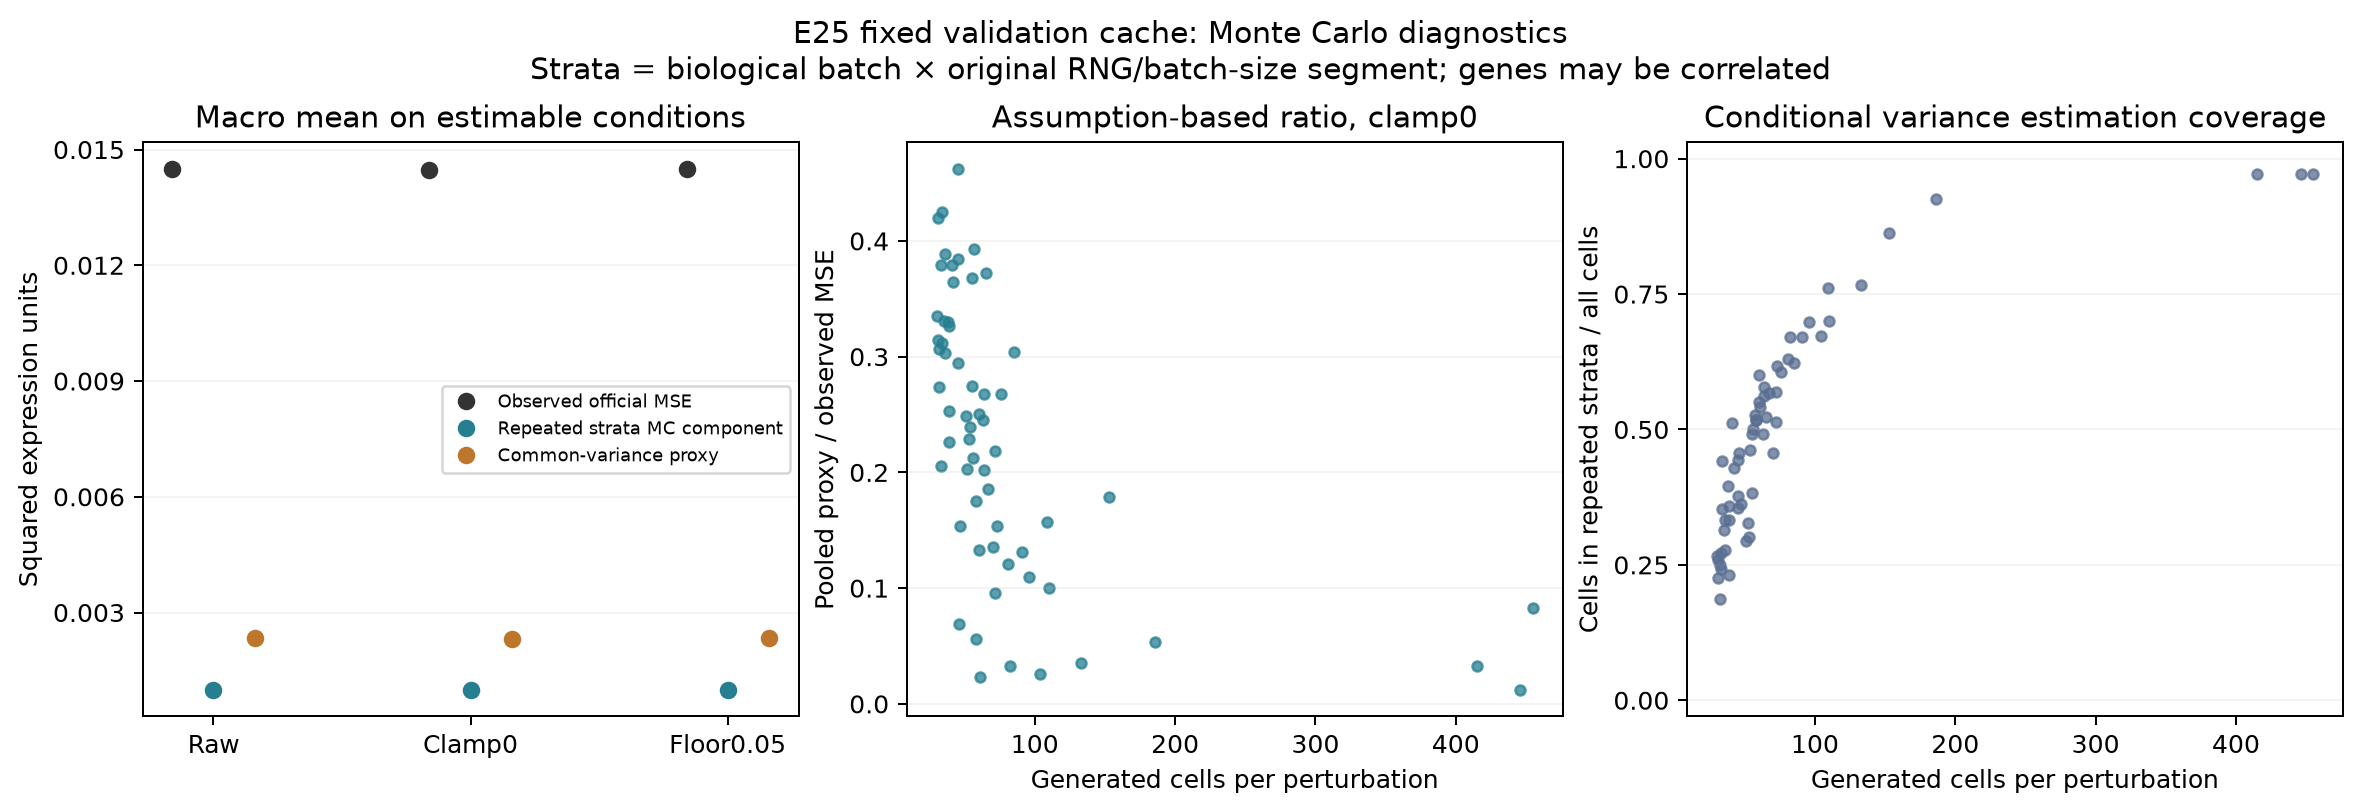 E25 fixed validation cache: Monte Carlo diagnostics
Strata = biological batch × original RNG/batch-size segment; genes may be correlated
Macro mean on estimable conditions
Squared expression units
0.015
0.012
0.009
0.006
0.003
Observed official MSE
Repeated strata MC component
Common-variance proxy
Raw
Clamp0
Floor0.05
Assumption-based ratio, clamp0
Pooled proxy / observed MSE
0.4
0.3
0.2
0.1
0.0
100
200
300
400
Generated cells per perturbation
Conditional variance estimation coverage
Cells in repeated strata / all cells
1.00
0.75
0.50
0.25
0.00
100
200
300
400
Generated cells per perturbation